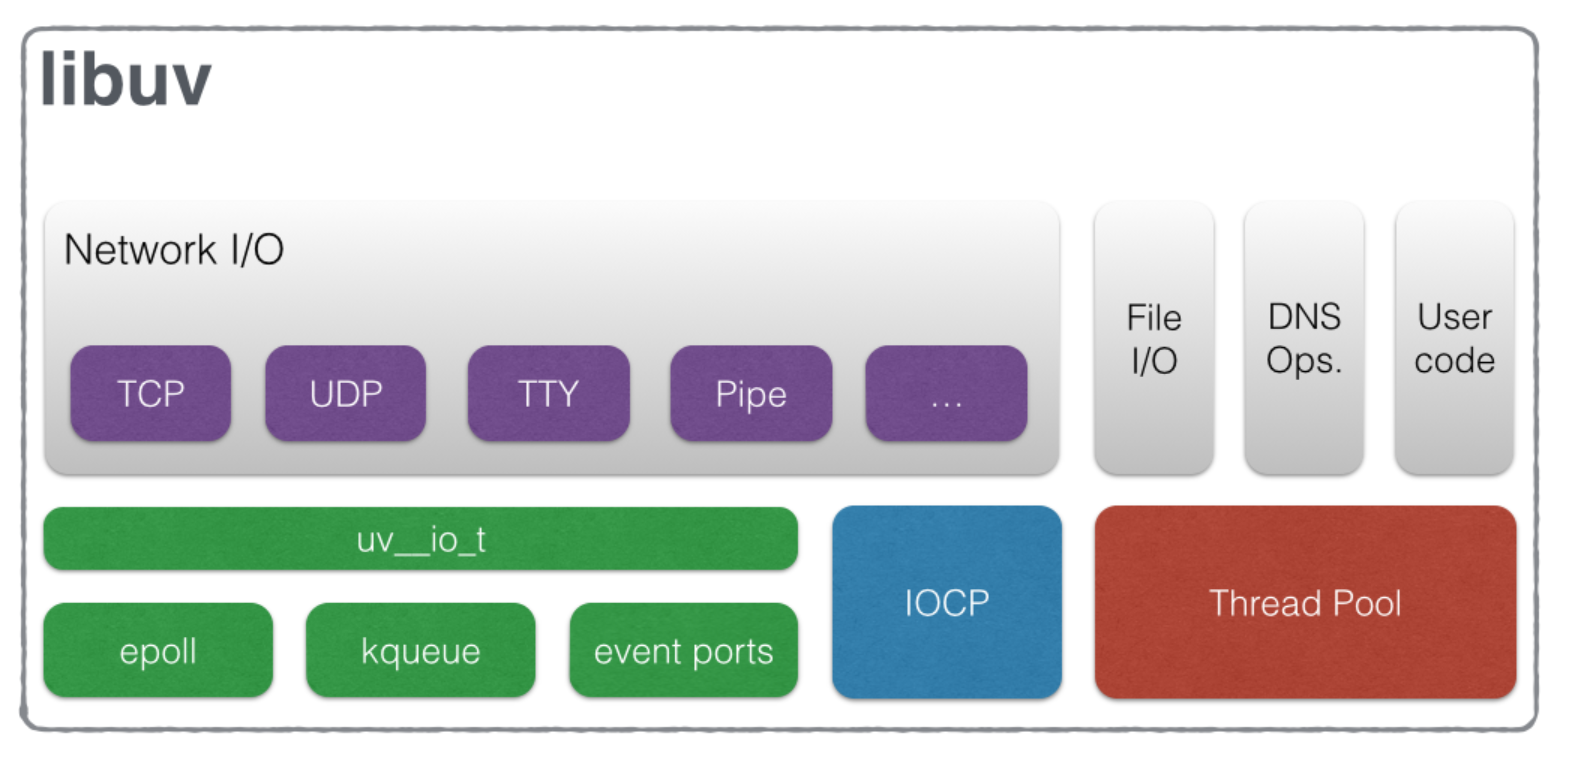 libuv
Network I/O
TCP
UDP
TTY
Pipe
...
File
I/O
DNS
Ops.
User
code
uv__io_t
epoll
kqueue
event ports
IOCP
Thread Pool